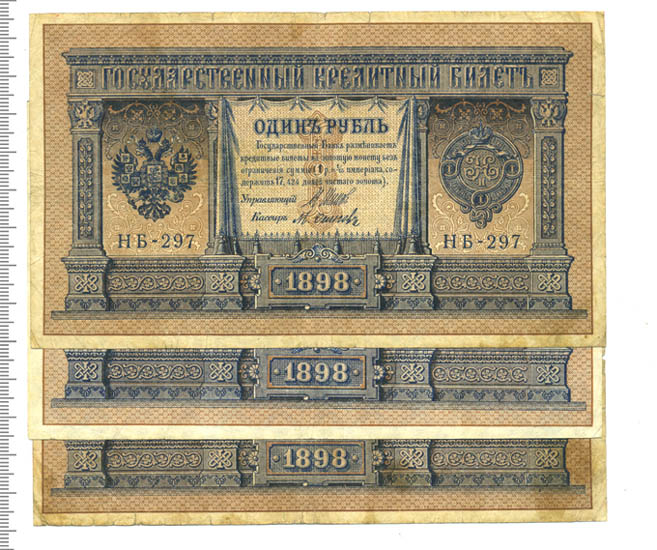 ГОСУДАРСТВЕННЫЙ КРЕДИТНЫЙ БИЛЕТЪ
ОДИНЪ РУБЛЬ
Государственный Банкъ размѣниваетъ
кредитные билеты на золотую монету безъ
ограниченія суммы (1 р.=1/15 имперіала, со-
держитъ 17,424 долей чистаго золота).
Управляющій
Кассиръ
НБ-297 НБ-297
1898
1898
1898